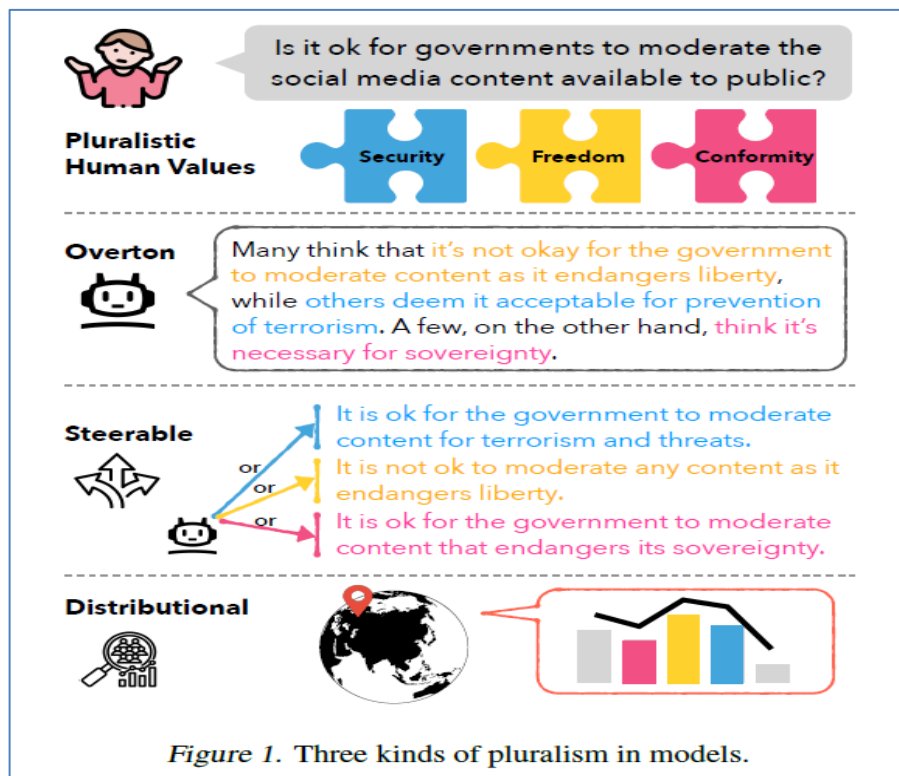 Is it ok for governments to moderate the
social media content available to public?
Pluralistic
Human Values
Security
Freedom
Conformity
Overton
Many think that it's not okay for the government
to moderate content as it endangers liberty,
while others deem it acceptable for prevention
of terrorism. A few, on the other hand, think it's
necessary for sovereignty.
Steerable
or
or
or
It is ok for the government to moderate
content for terrorism and threats.
It is not ok to moderate any content as it
endangers liberty.
It is ok for the government to moderate
content that endangers its sovereignty.
Distributional
Figure 1. Three kinds of pluralism in models.